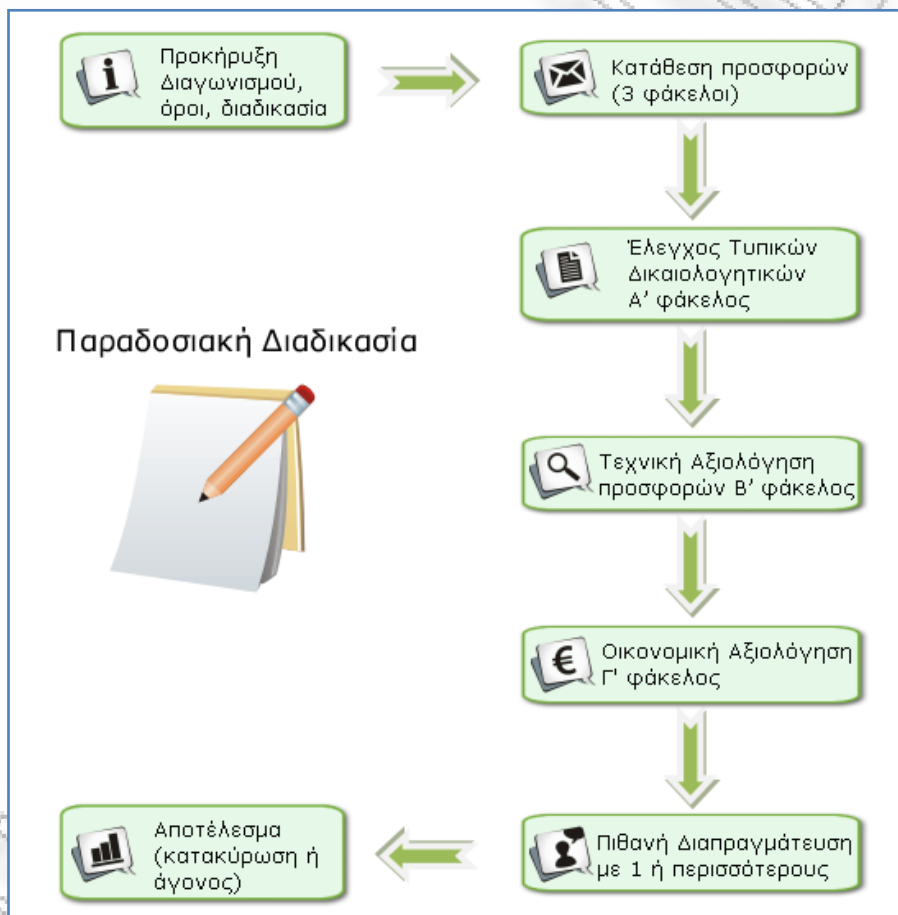 Προκήρυξη
Διαγωνισμού,
όροι, διαδικασία
Κατάθεση προσφορών
(3 φάκελοι)
Έλεγχος Τυπικών
Δικαιολογητικών
Α' φάκελος
Παραδοσιακή Διαδικασία
Τεχνική Αξιολόγηση
προσφορών Β' φάκελος
€
Οικονομική Αξιολόγηση
Γ' φάκελος
Πιθανή Διαπραγμάτευση
με 1 ή περισσότερους
Αποτέλεσμα
(κατακύρωση ή
άγονος)